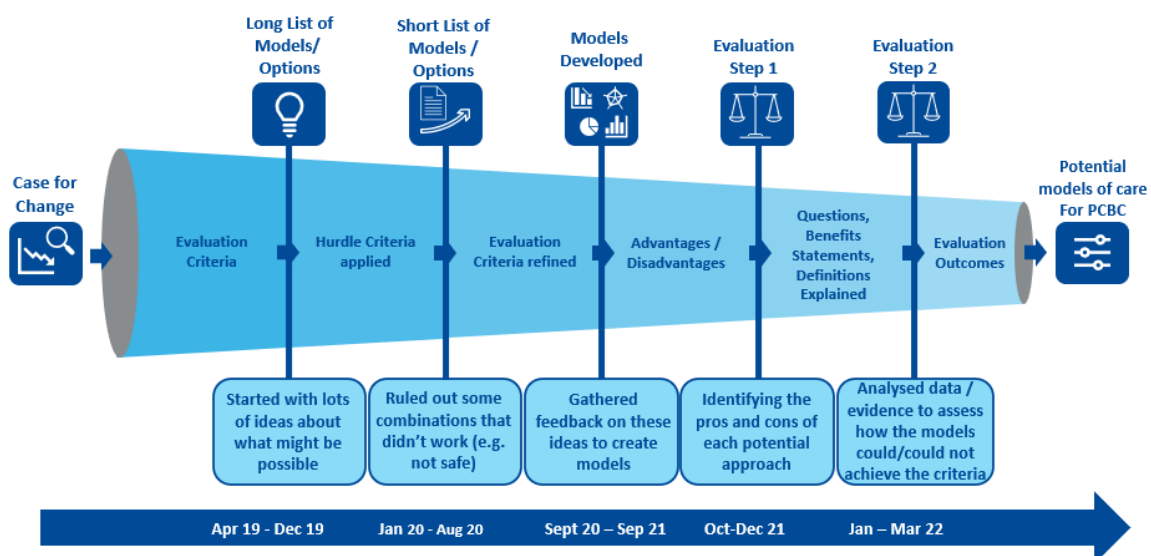 Long List of
Models/
Options
Short List of
Models /
Options
Models
Developed
Evaluation
Step 1
Evaluation
Step 2
Case for
Change
Evaluation
Criteria
Hurdle Criteria
applied
Evaluation
Criteria refined
Advantages /
Disadvantages
Questions,
Benefits
Statements,
Definitions
Explained
Evaluation
Outcomes
Potential
models of care
For PCBC
Started with lots
of ideas about
what might be
possible
Ruled out some
combinations that
didn't work (e.g.
not safe)
Gathered
feedback on these
ideas to create
models
Identifying the
pros and cons of
each potential
approach
Analysed data /
evidence to assess
how the models
could/could not
achieve the criteria
Apr 19 - Dec 19
Jan 20 - Aug 20
Sept 20 – Sep 21
Oct-Dec 21
Jan – Mar 22